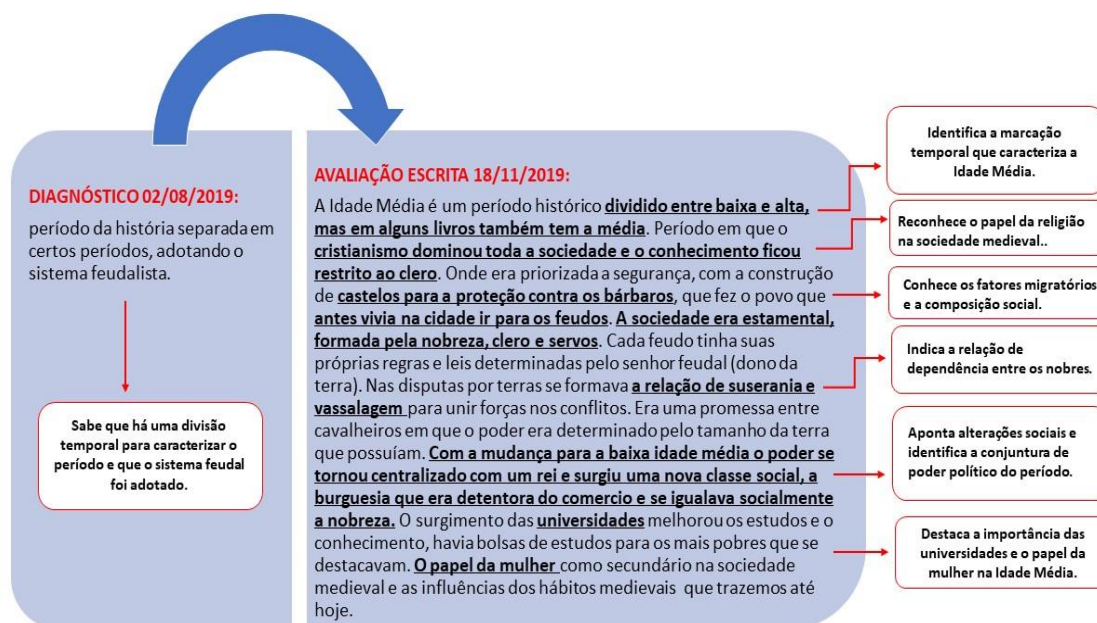 DIAGNÓSTICO 02/08/2019:
período da história separada em
certos períodos, adotando o
sistema feudalista.
Sabe que há uma divisão
temporal para caracterizar o
período e que o sistema feudal
foi adotado.
AVALIAÇÃO ESCRITA 18/11/2019:
A Idade Média é um período histórico dividido entre baixa e alta,
mas em alguns livros também tem a média. Período em que o
cristianismo dominou toda a sociedade e o conhecimento ficou
restrito ao clero. Onde era priorizada a segurança, com a construção
de castelos para a proteção contra os bárbaros, que fez o povo que
antes vivia na cidade ir para os feudos. A sociedade era estamental,
formada pela nobreza, clero e servos. Cada feudo tinha suas
próprias regras e leis determinadas pelo senhor feudal (dono da
terra). Nas disputas por terras se formava a relação de suserania e
vassalagem para unir forças nos conflitos. Era uma promessa entre
cavalheiros em que o poder era determinado pelo tamanho da terra
que possuíam. Com a mudança para a baixa idade média o poder se
tornou centralizado com um rei e surgiu uma nova classe social, a
burguesia que era detentora do comercio e se igualava socialmente
a nobreza. O surgimento das universidades melhorou os estudos e o
conhecimento, havia bolsas de estudos para os mais pobres que se
destacavam. O papel da mulher como secundário na sociedade
medieval e as influências dos hábitos medievais que trazemos até
hoje.
Identifica a marcação
temporal que caracteriza a
Idade Média.
Reconhece o papel da religião
na sociedade medieval..
Conhece os fatores migratórios
e a composição social.
Indica a relação de
dependência entre os nobres.
Aponta alterações sociais e
identifica a conjuntura de
poder político do período.
Destaca a importância das
universidades e o papel da
mulher na Idade Média.